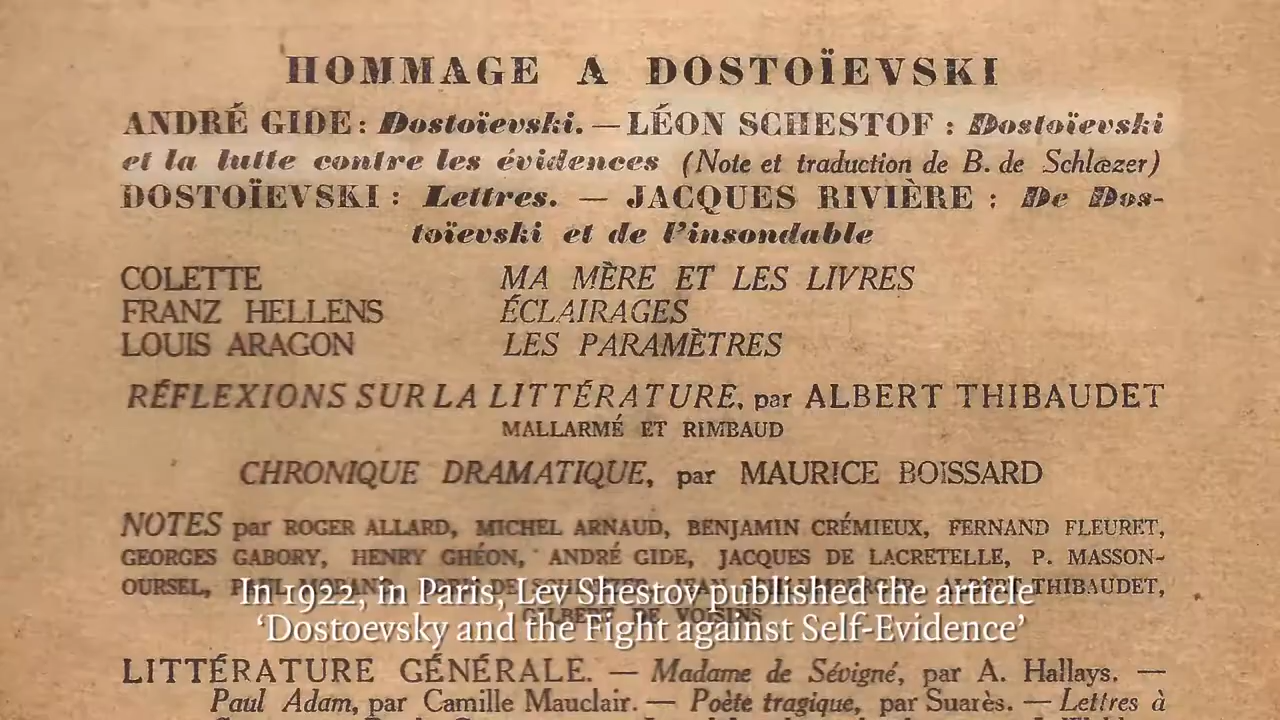 HOMMAGE A DOSTOÏEVSKI
ANDRÉ GIDE : Dostoïevski. — LÉON SCHESTOF : Dostoïevski
et la lutte contre les évidences (Note et traduction de B. de Schlœzer)
DOSTOÏEVSKI : Lettres. — JACQUES RIVIÈRE : De Dos-
toïevski et de l'insondable
COLETTE MA MÈRE ET LES LIVRES
FRANZ HELLENS ÉCLAIRAGES
LOUIS ARAGON LES PARAMÈTRES
RÉFLEXIONS SUR LA LITTÉRATURE, par ALBERT THIBAUDET
MALLARMÉ ET RIMBAUD
CHRONIQUE DRAMATIQUE, par MAURICE BOISSARD
NOTES par ROGER ALLARD, MICHEL ARNAUD, BENJAMIN CRÉMIEUX, FERNAND FLEURET,
GEORGES GABORY, HENRY GHÉON, ANDRÉ GIDE, JACQUES DE LACRETELLE, P. MASSON-
OURSEL, THIBAUDET,
In 1922, in Paris, Lev Shestov published the article
DE VOISINS
‘Dostoevsky and the Fight against Self-Evidence’
LITTÉRATURE GÉNÉRALE. — Madame de Sévigné, par A. Hallays. —
Paul Adam, par Camille Mauclair. — Poète tragique, par Suarès. — Lettres à